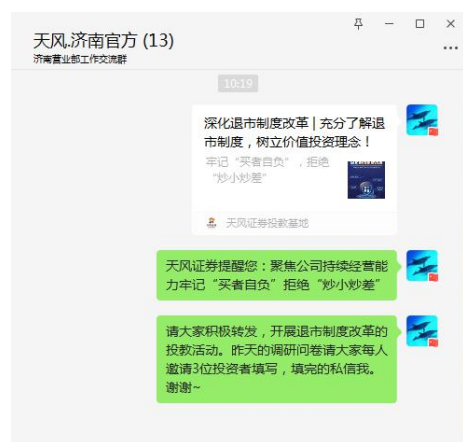 天风.济南官方 (13)
济南营业部工作交流群
10:19
深化退市制度改革 | 充分了解退
市制度，树立价值投资理念！
牢记“买者自负”，拒绝
“炒小炒差”
天风证券投教基地
天风证券提醒您：聚焦公司持续经营能
力牢记“买者自负”拒绝“炒小炒差”
请大家积极转发，开展退市制度改革的
投教活动。昨天的调研问卷请大家每人
邀请3位投资者填写，填完的私信我。
谢谢~